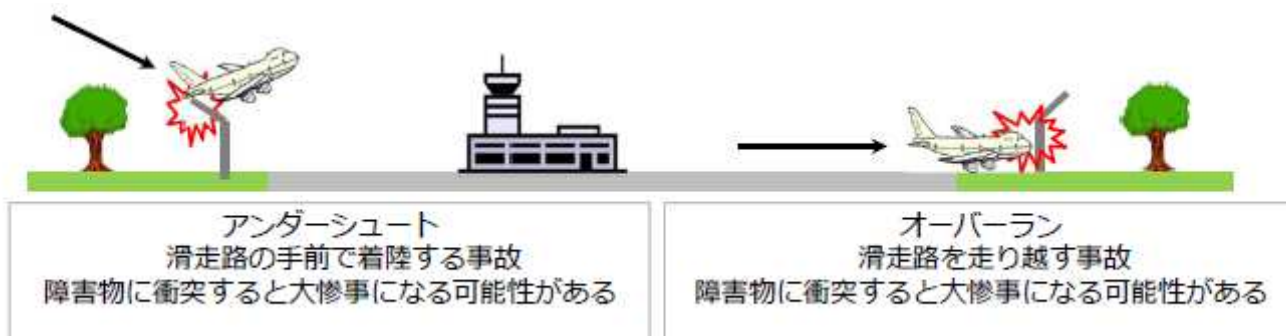 アンダーシュート
滑走路の手前で着陸する事故
障害物に衝突すると大惨事になる可能性がある
オーバーラン
滑走路を走り越す事故
障害物に衝突すると大惨事になる可能性がある